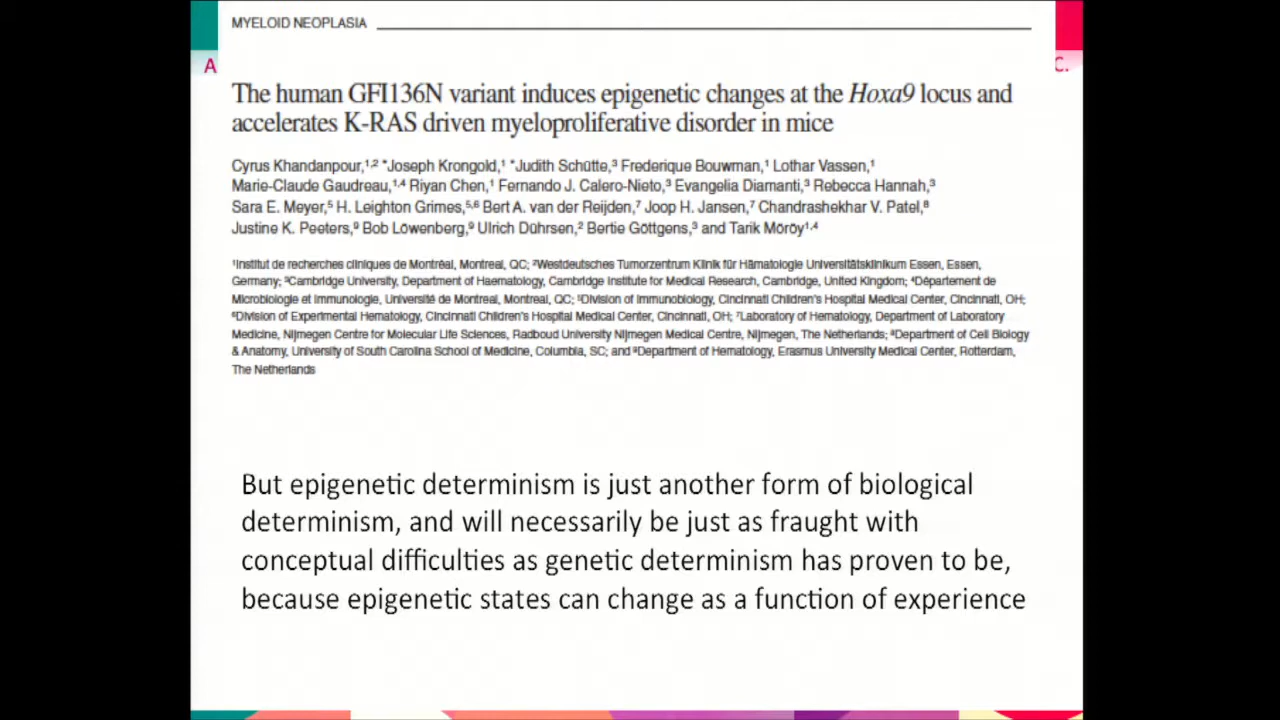 MYELOID NEOPLASIA
A
C.
The human GFI136N variant induces epigenetic changes at the Hoxa9 locus and
accelerates K-RAS driven myeloproliferative disorder in mice
Cyrus Khandanpour,¹,² *Joseph Krongold,¹ *Judith Schütte,³ Frederique Bouwman,¹ Lothar Vassen,¹
Marie-Claude Gaudreau,¹,⁴ Riyan Chen,¹ Fernando J. Calero-Nieto,³ Evangelia Diamanti,³ Rebecca Hannah,³
Sara E. Meyer,⁵ H. Leighton Grimes,⁵,⁶ Bert A. van der Reijden,⁷ Joop H. Jansen,⁷ Chandrashekhar V. Patel,⁸
Justine K. Peeters,⁹ Bob Löwenberg,⁹ Ulrich Dührsen,² Bertie Göttgens,³ and Tarik Möröy¹,⁴
¹Institut de recherches cliniques de Montréal, Montreal, QC; ²Westdeutsches Tumorzentrum Klinik für Hämatologie Universitätsklinikum Essen, Essen,
Germany; ³Cambridge University, Department of Haematology, Cambridge Institute for Medical Research, Cambridge, United Kingdom; ⁴Département de
Microbiologie et Immunologie, Université de Montreal, Montreal, QC; ⁵Division of Immunobiology, Cincinnati Children's Hospital Medical Center, Cincinnati, OH;
⁶Division of Experimental Hematology, Cincinnati Children's Hospital Medical Center, Cincinnati, OH; ⁷Laboratory of Hematology, Department of Laboratory
Medicine, Nijmegen Centre for Molecular Life Sciences, Radboud University Nijmegen Medical Centre, Nijmegen, The Netherlands; ⁸Department of Cell Biology
& Anatomy, University of South Carolina School of Medicine, Columbia, SC; and ⁹Department of Hematology, Erasmus University Medical Center, Rotterdam,
The Netherlands
But epigenetic determinism is just another form of biological
determinism, and will necessarily be just as fraught with
conceptual difficulties as genetic determinism has proven to be,
because epigenetic states can change as a function of experience